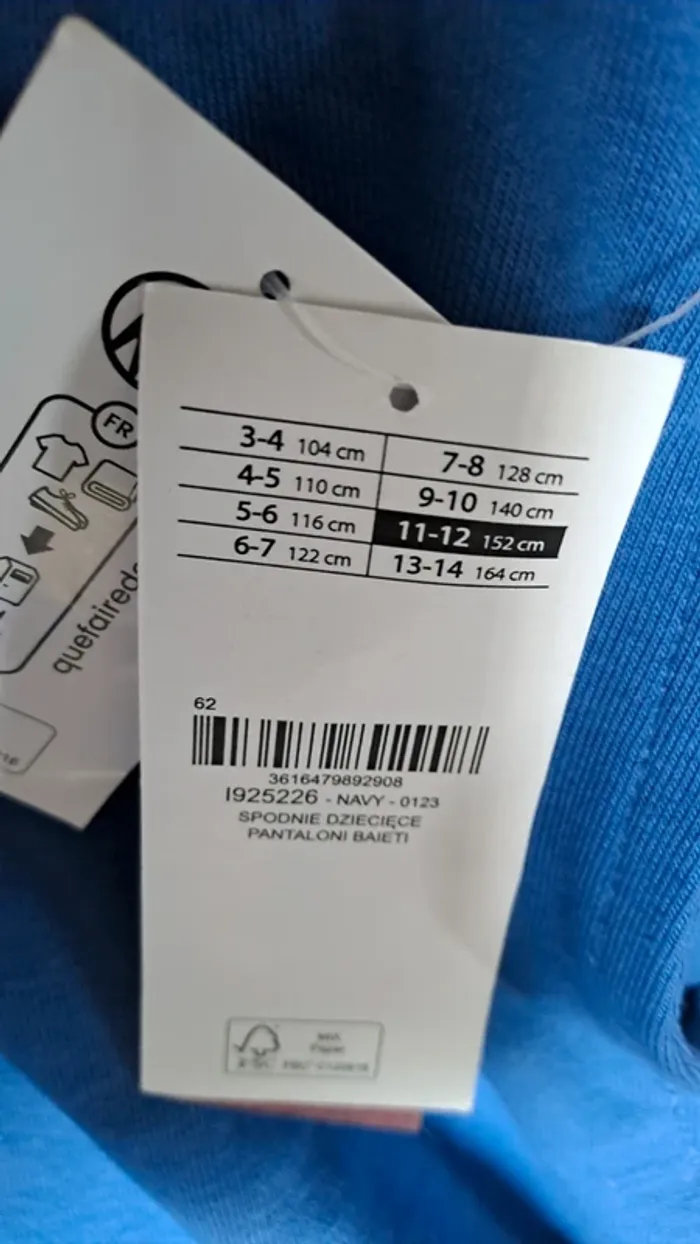 FR
quefaired
3-4 104 cm
7-8 128 cm
4-5 110 cm
9-10 140 cm
5-6 116 cm
11-12 152 cm
6-7 122 cm
13-14 164 cm
62
3616479892908
I925226 - NAVY - 0123
SPODNIE DZIECIĘCE
PANTALONI BAIETI